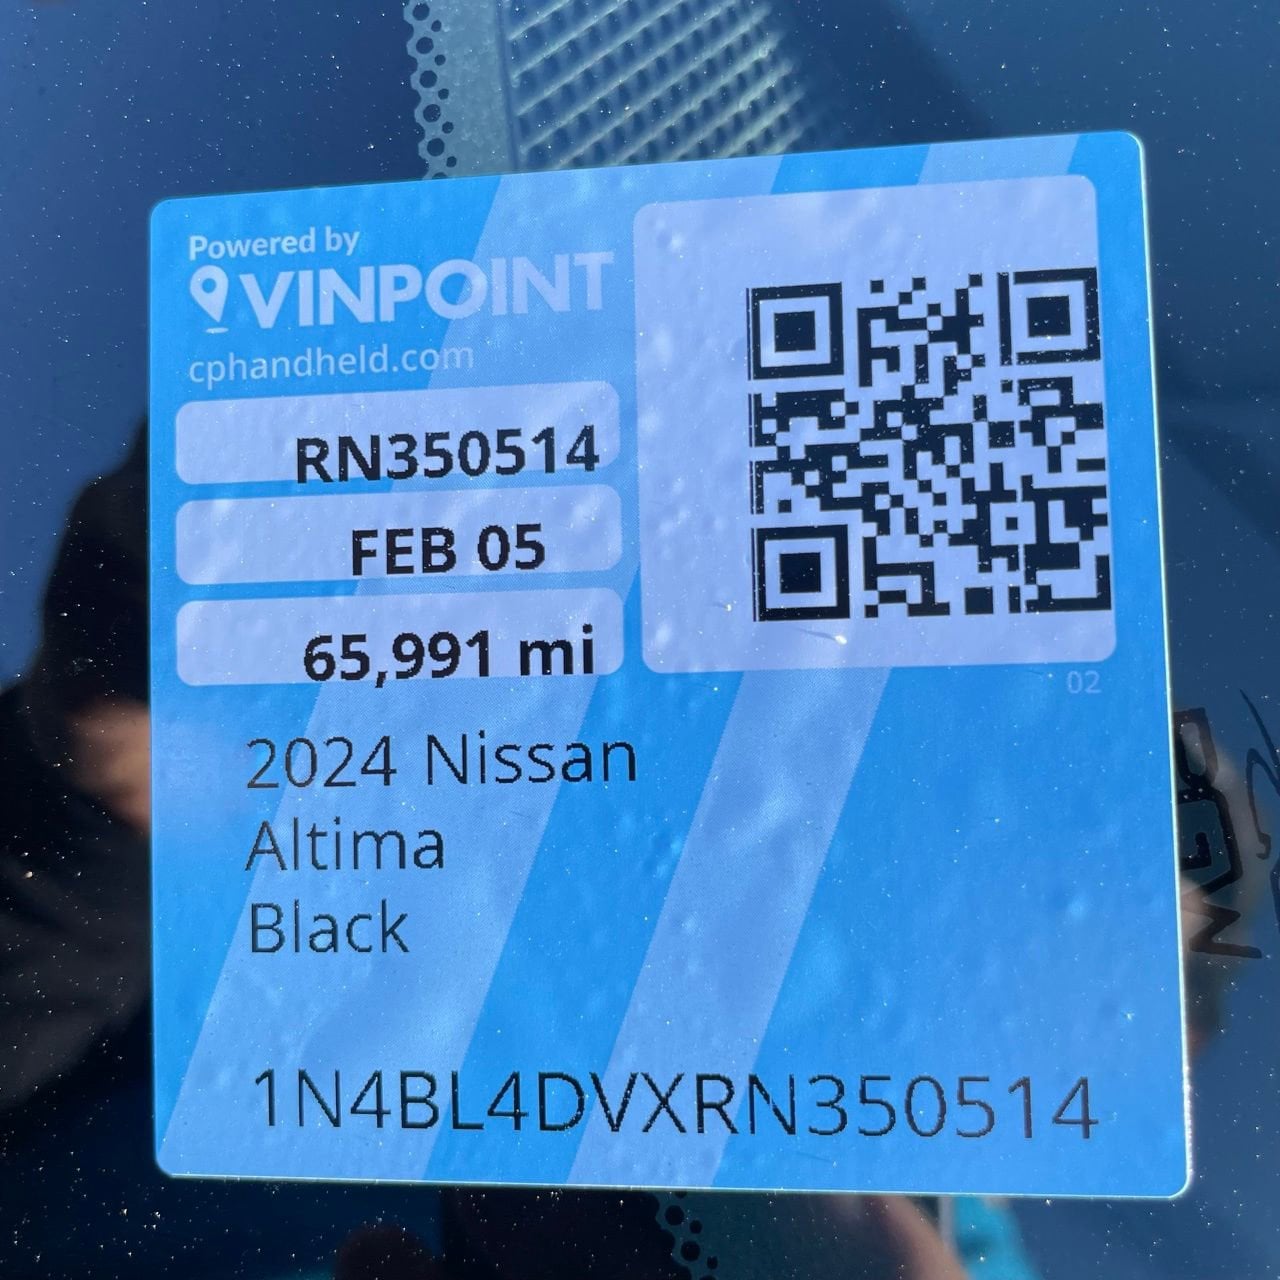 Powered by
VINPOINT
cphandheld.com
RN350514
FEB 05
65,991 mi
02
2024 Nissan
Altima
Black
1N4BL4DVXRN350514